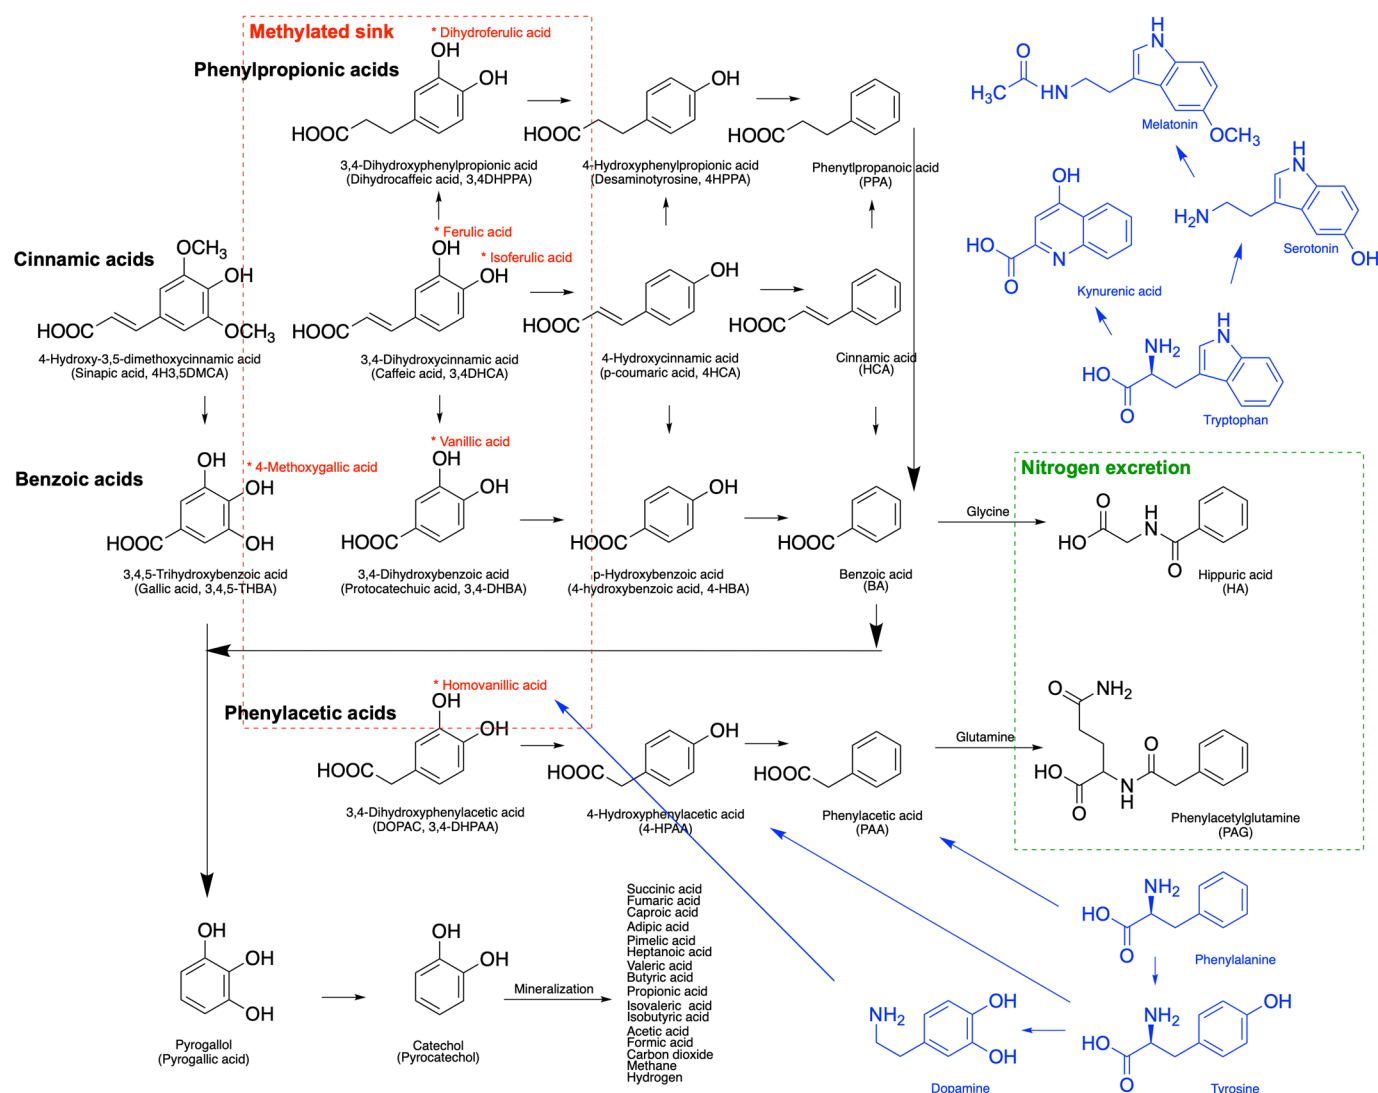 Methylated sink
* Dihydroferulic acid
Phenylpropionic acids
OH
OH
HOOC
3,4-Dihydroxyphenylpropionic acid
(Dihydrocaffeic acid, 3,4DHPPA)
OH
HOOC
4-Hydroxyphenylpropionic acid
(Desaminotyrosine, 4HPPA)
HOOC
Phenytlpropanoic acid
(PPA)
H
N
O
H3C
HN
Melatonin
OCH3
OH
HO
O
N
Kynurenic acid
H
N
H2N
Serotonin
OH
Cinnamic acids
OCH3
OH
OCH3
HOOC
4-Hydroxy-3,5-dimethoxycinnamic acid
(Sinapic acid, 4H3,5DMCA)
* Ferulic acid
OH
* Isoferulic acid
OH
HOOC
3,4-Dihydroxycinnamic acid
(Caffeic acid, 3,4DHCA)
OH
HOOC
4-Hydroxycinnamic acid
(p-coumaric acid, 4HCA)
HOOC
Cinnamic acid
(HCA)
H
N
NH2
HO
O
Tryptophan
Benzoic acids
OH
* 4-Methoxygallic acid
OH
OH
HOOC
3,4,5-Trihydroxybenzoic acid
(Gallic acid, 3,4,5-THBA)
* Vanillic acid
OH
OH
HOOC
3,4-Dihydroxybenzoic acid
(Protocatechuic acid, 3,4-DHBA)
OH
HOOC
p-Hydroxybenzoic acid
(4-hydroxybenzoic acid, 4-HBA)
HOOC
Benzoic acid
(BA)
Glycine
Nitrogen excretion
O
HO
H
N
O
Hippuric acid
(HA)
Phenylacetic acids
* Homovanillic acid
OH
OH
HOOC
3,4-Dihydroxyphenylacetic acid
(DOPAC, 3,4-DHPAA)
OH
HOOC
4-Hydroxyphenylacetic acid
(4-HPAA)
HOOC
Phenylacetic acid
(PAA)
Glutamine
O
NH2
HO
O
N
H
O
Phenylacetylglutamine
(PAG)
OH
OH
OH
Pyrogallol
(Pyrogallic acid)
OH
OH
Catechol
(Pyrocatechol)
Mineralization
Succinic acid
Fumaric acid
Caproic acid
Adipic acid
Pimelic acid
Heptanoic acid
Valeric acid
Butyric acid
Propionic acid
Isovaleric acid
Isobutyric acid
Acetic acid
Formic acid
Carbon dioxide
Methane
Hydrogen
NH2
HO
O
Phenylalanine
NH2
OH
OH
Dopamine
NH2
OH
HO
O
Tyrosine